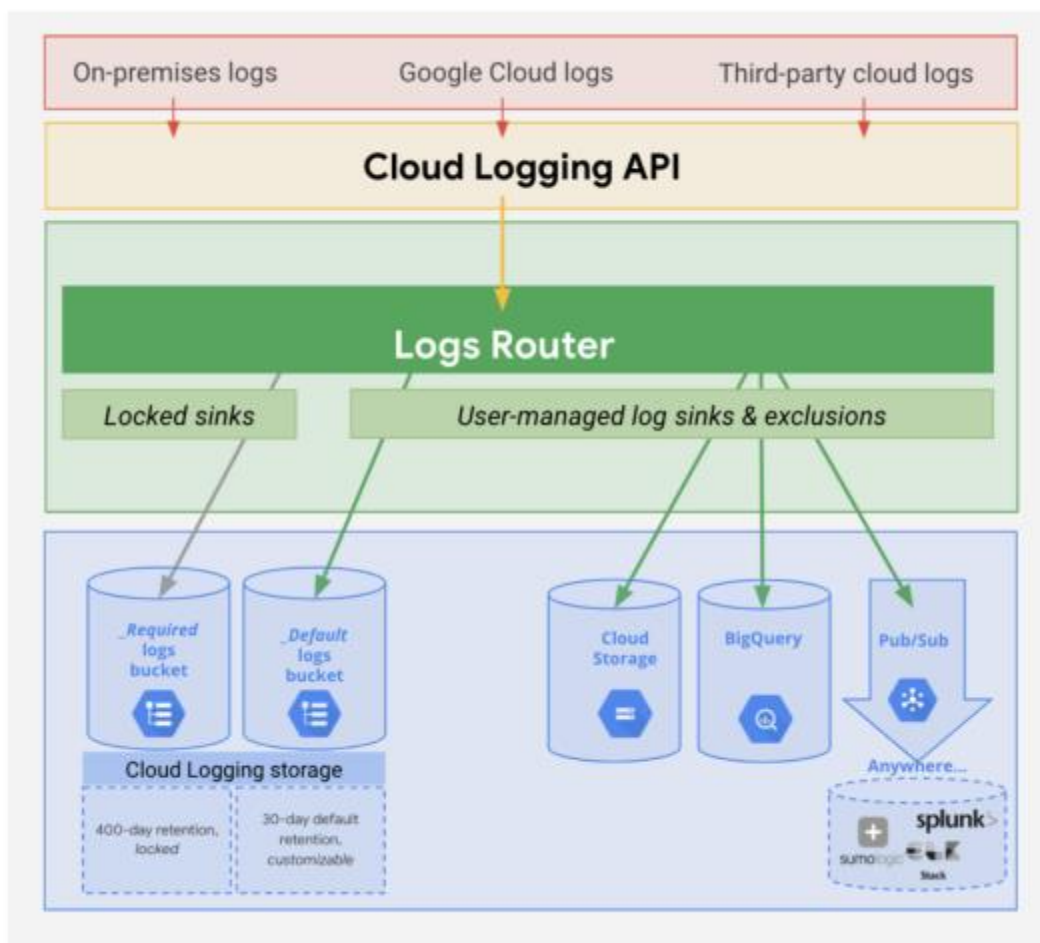 On-premises logs
Google Cloud logs
Third-party cloud logs
Cloud Logging API
Logs Router
Locked sinks
User-managed log sinks & exclusions
_Required
logs
bucket
_Default
logs
bucket
Cloud
Storage
BigQuery
Pub/Sub
Cloud Logging storage
400-day retention,
locked
30-day default
retention,
customizable
Anywhere...
sumologic
splunk>
ELK
Stack